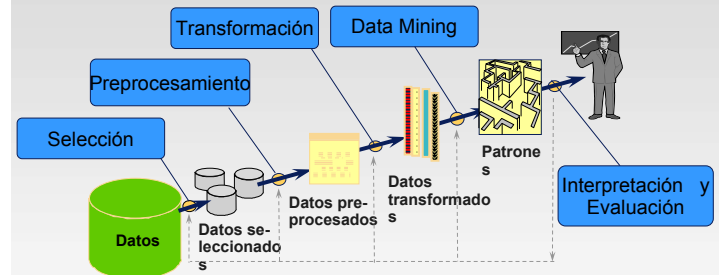 Transformación
Data Mining
Preprocesamiento
Selección
Datos
Datos se-
leccionado
s
Datos pre-
procesados
Datos
transformado
s
Patrone
s
Interpretación y
Evaluación